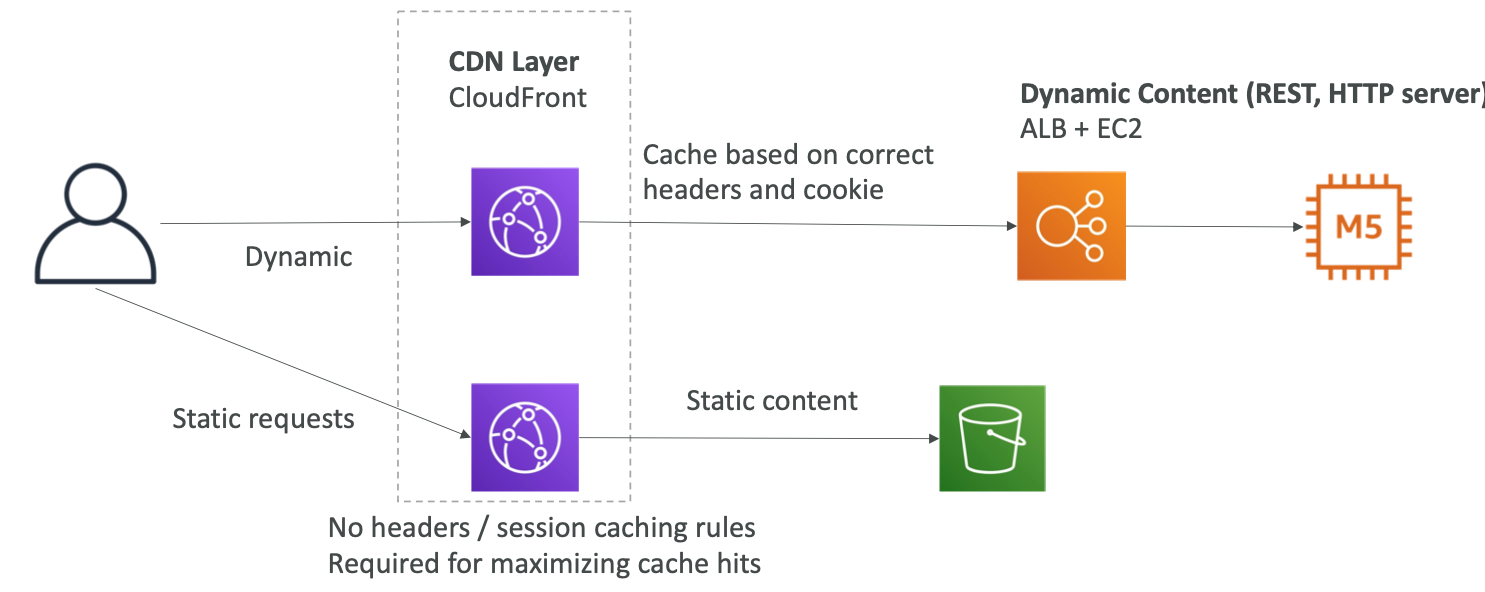 CDN Layer
CloudFront
Dynamic Content (REST, HTTP server)
ALB + EC2
Cache based on correct
headers and cookie
M5
Dynamic
Static requests
Static content
No headers / session caching rules
Required for maximizing cache hits